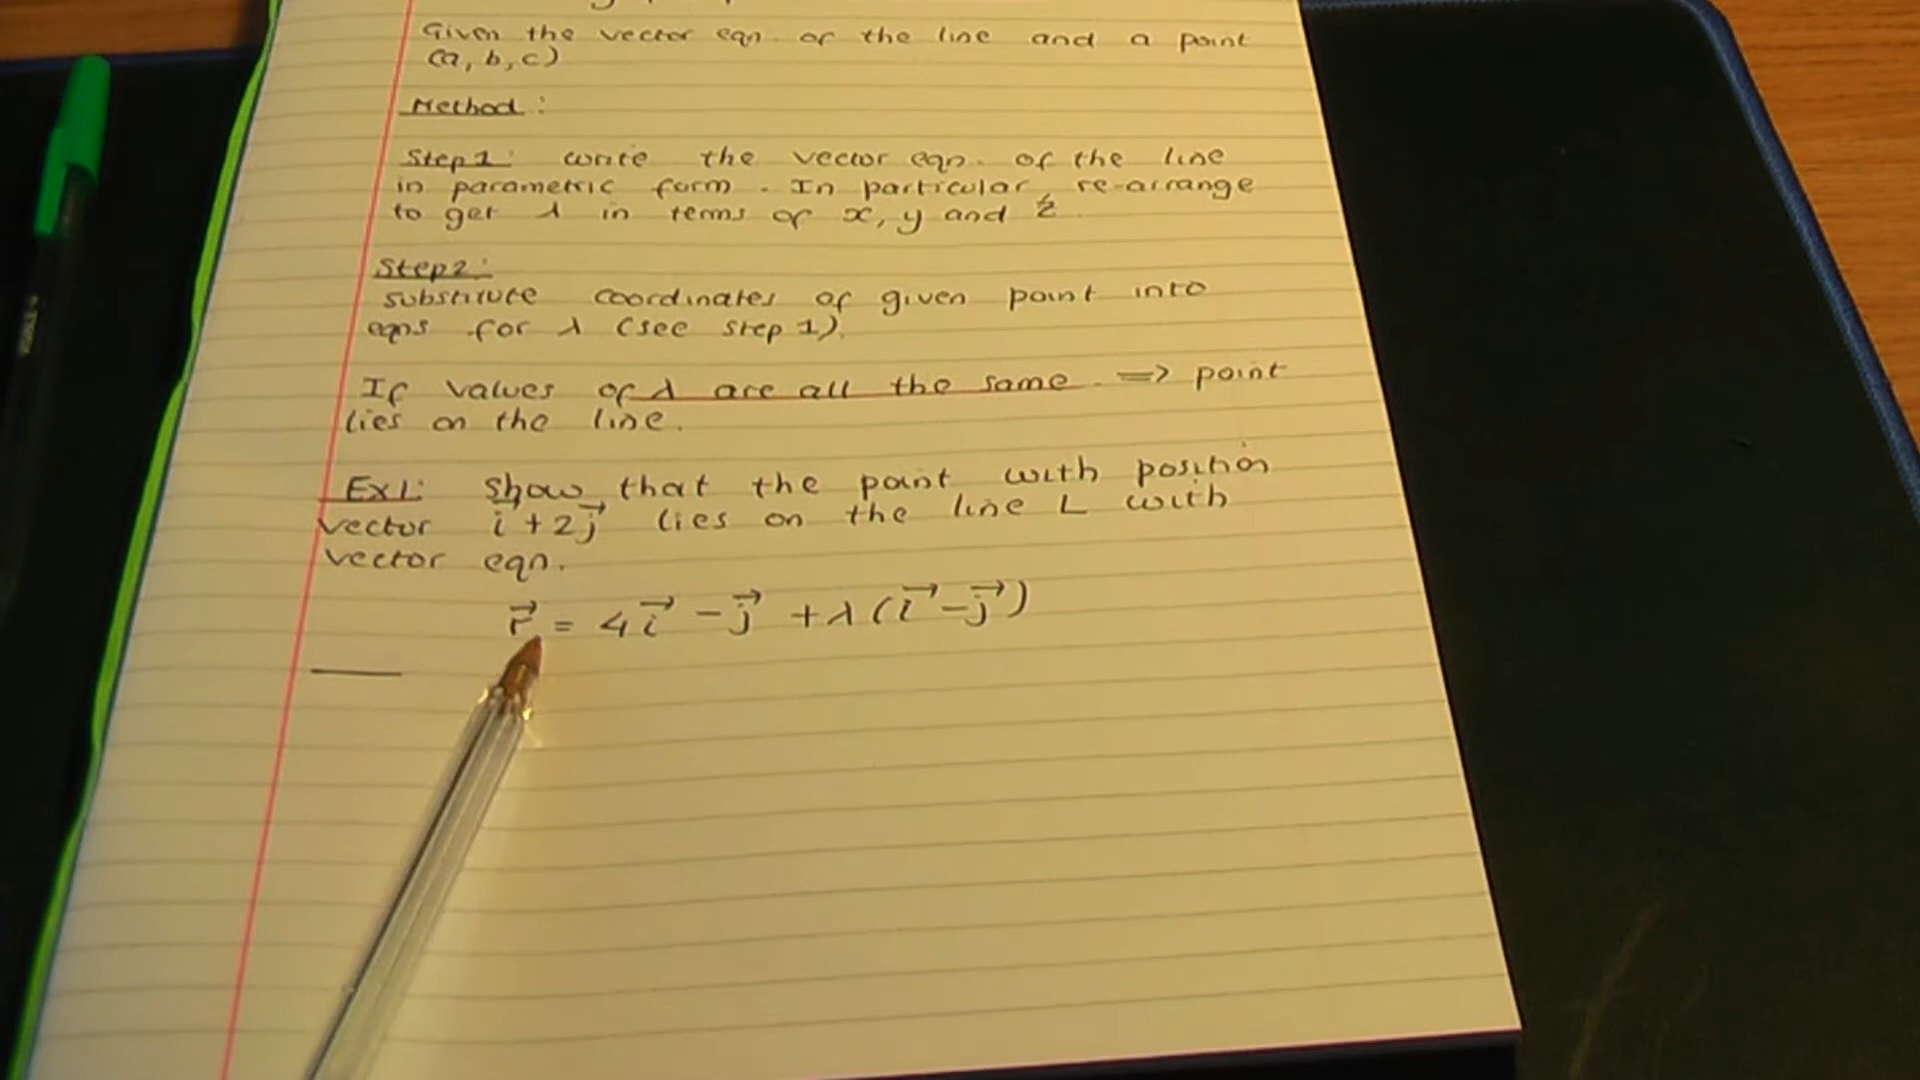 Given the vector eqn. of the line and a point
(a, b, c)
Method:
Step 1: write the vector eqn. of the line
in parametric form. In particular, re-arrange
to get λ in terms of x, y and z
Step 2:
substitute coordinates of given point into
eqns for λ (see step 1).
If values of λ are all the same. => point
lies on the line.
Ex1: Show that the point with position
vector i + 2j⃗ lies on the line L with
vector eqn.
r⃗ = 4i⃗ - j⃗ + λ(i⃗ - j⃗)